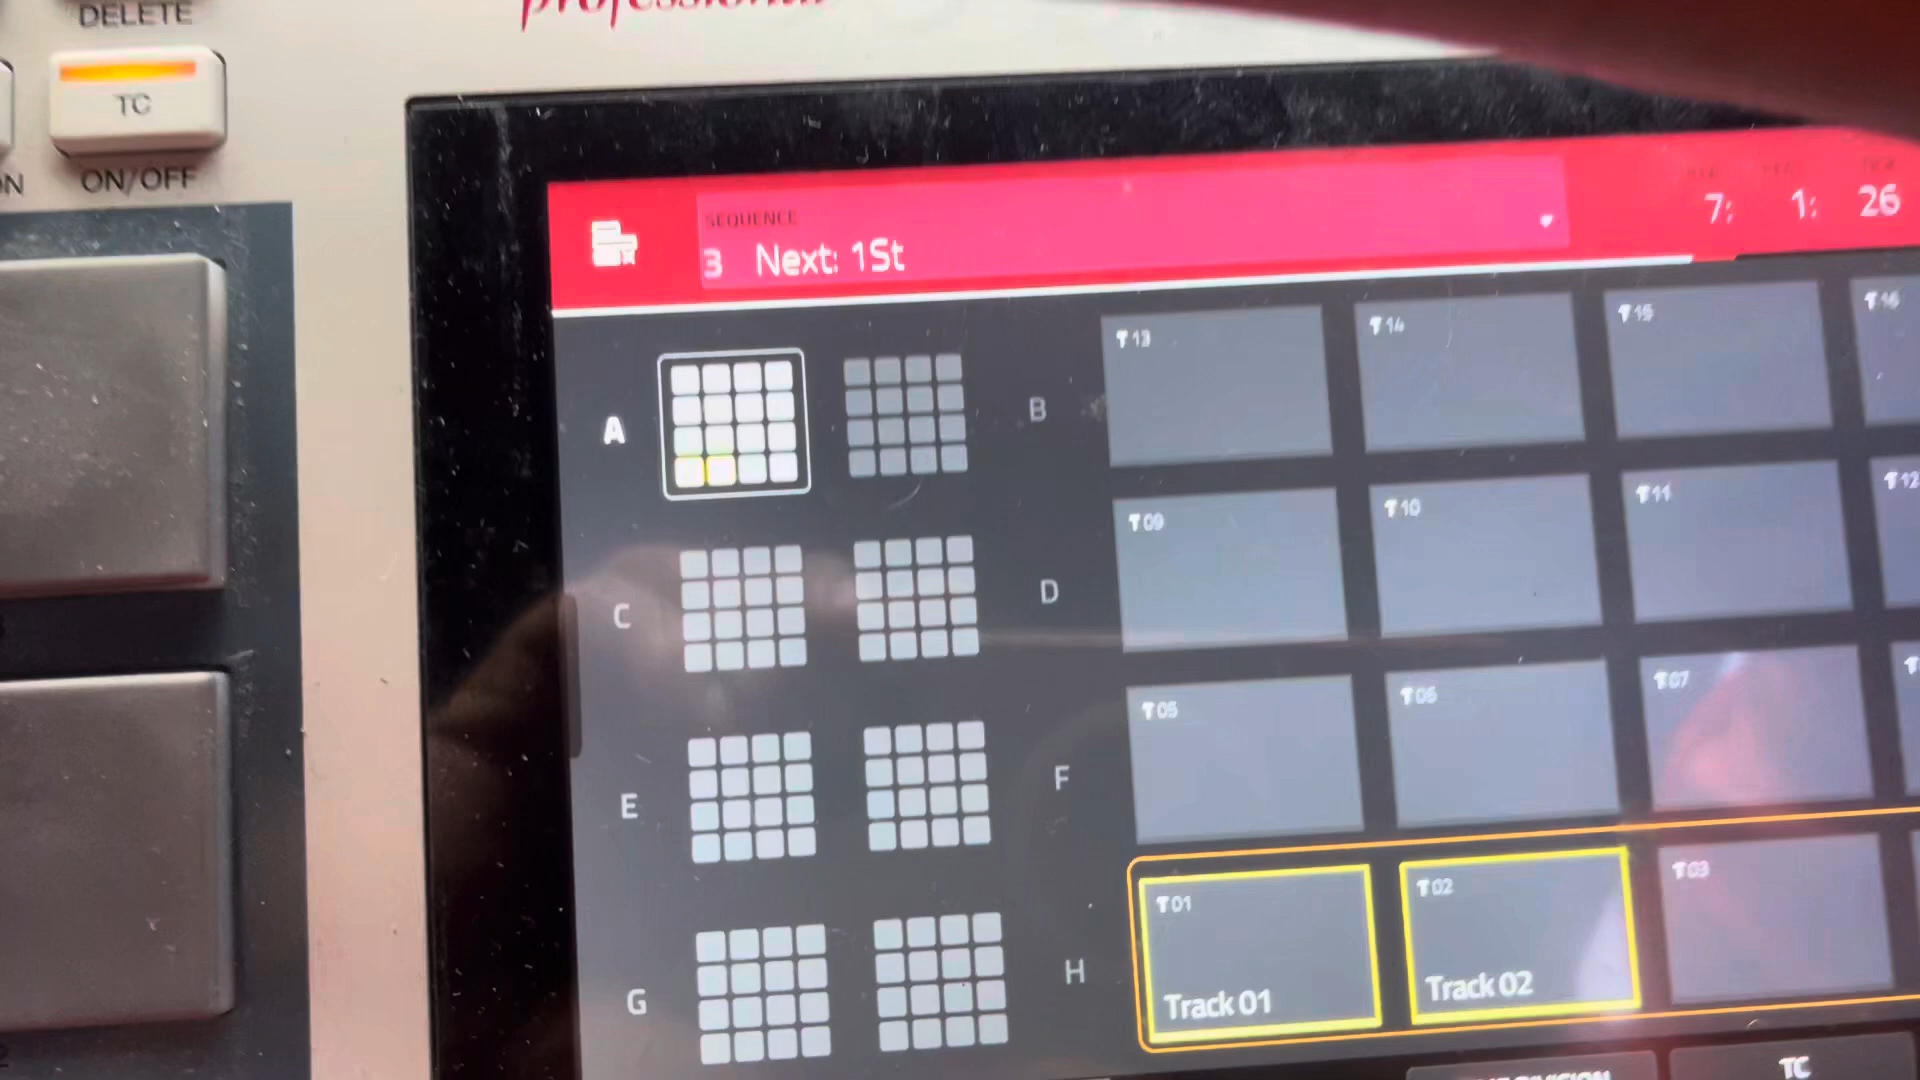 DELETE
professional
TC
ON/OFF
SEQUENCE
3 Next: 1St
7: 1: 26
A
B
C
D
E
F
G
H
T13
T14
T15
T16
T09
T10
T11
T12
T05
T06
T07
T01
Track 01
T02
Track 02
T03
TC